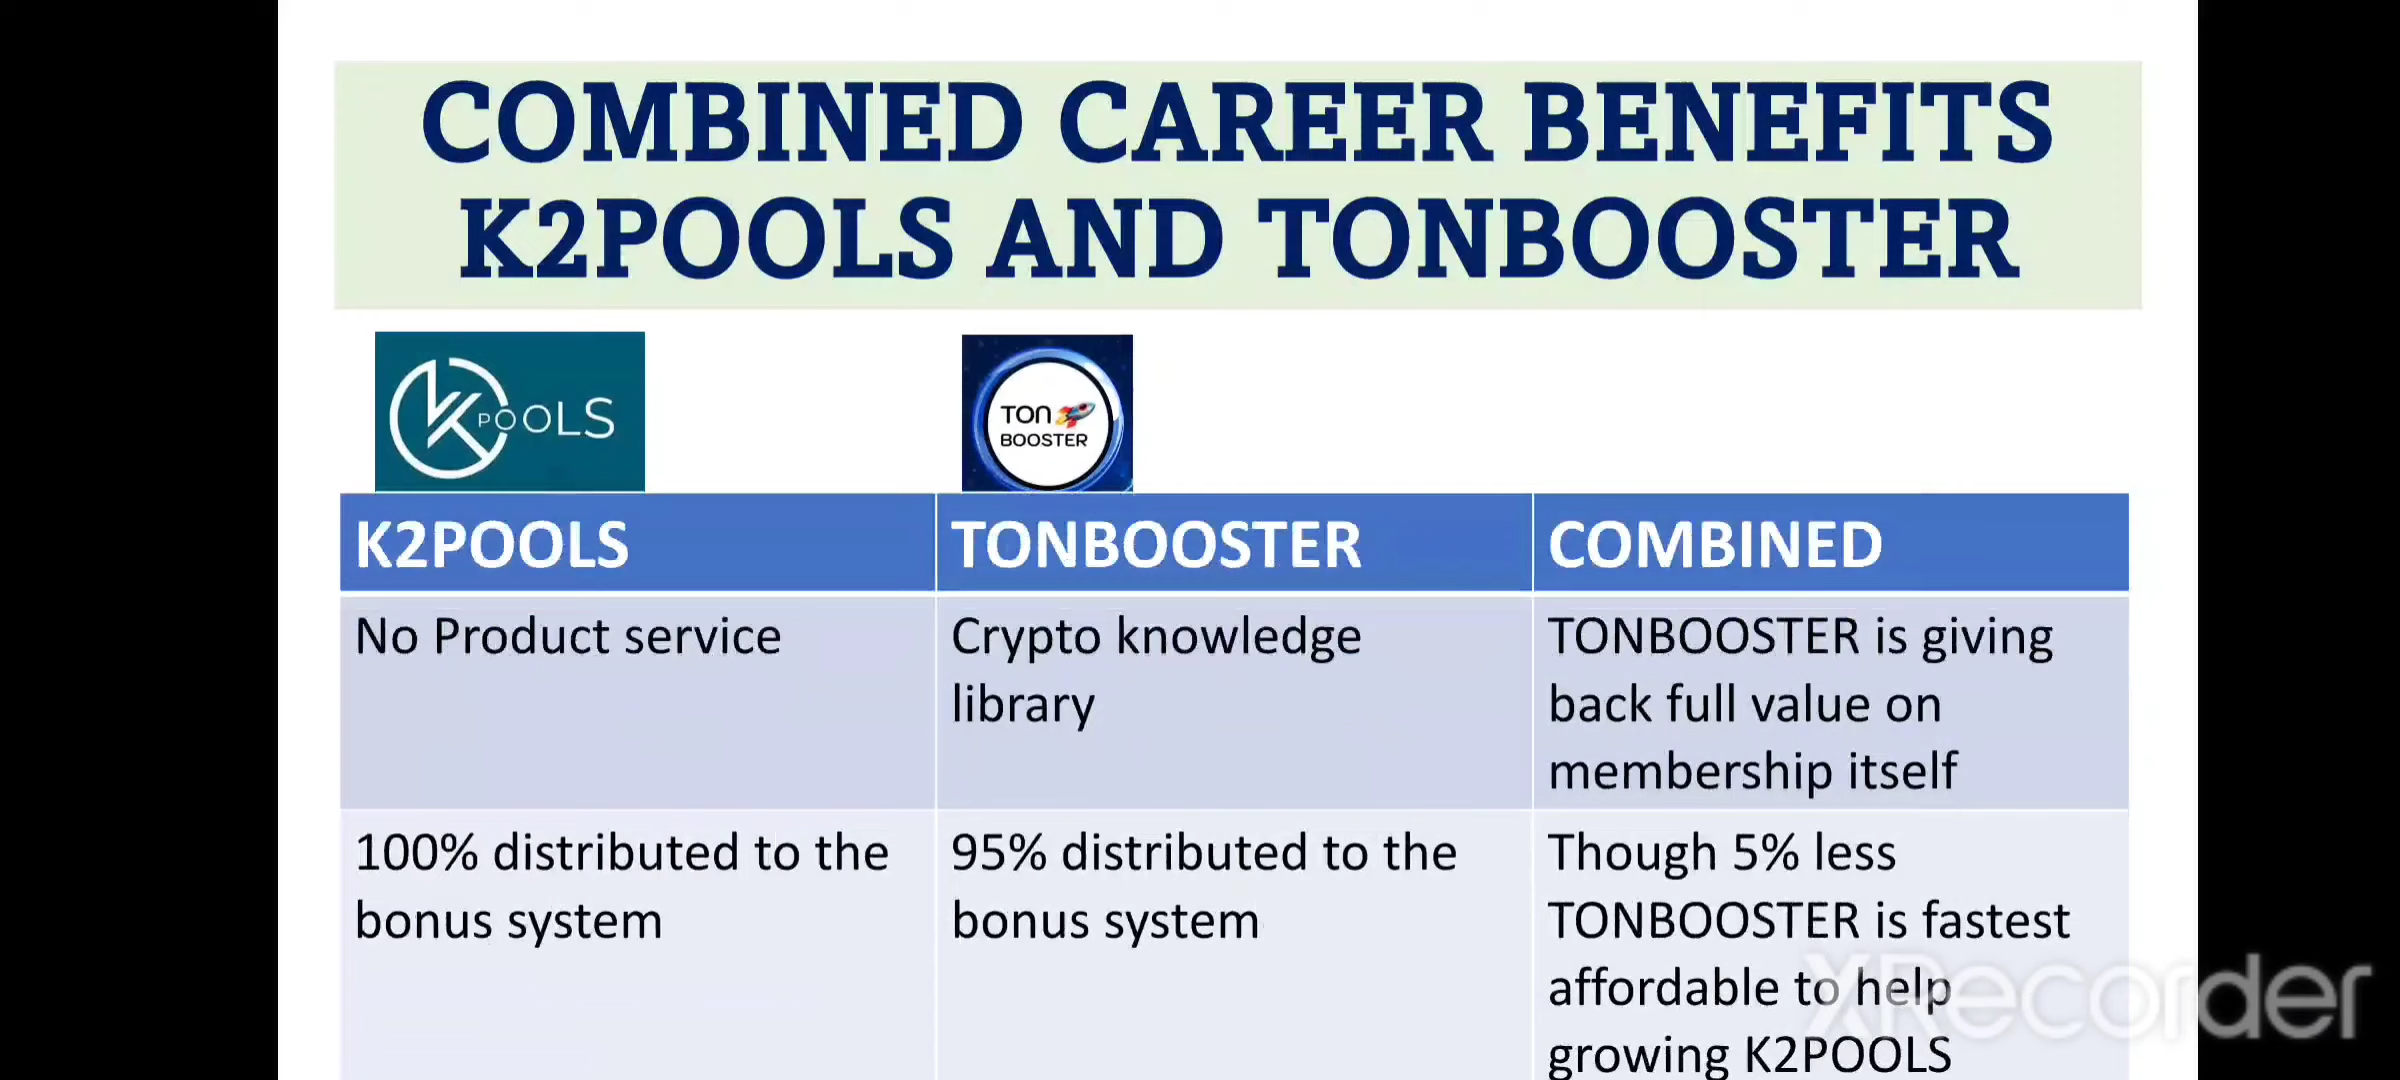 COMBINED CAREER BENEFITS
K2POOLS AND TONBOOSTER
K POOLS
TON
BOOSTER
K2POOLS
TONBOOSTER
COMBINED
No Product service
Crypto knowledge
library
TONBOOSTER is giving
back full value on
membership itself
100% distributed to the
bonus system
95% distributed to the
bonus system
Though 5% less
TONBOOSTER is fastest
affordable to help
growing K2POOLS
XRecorder